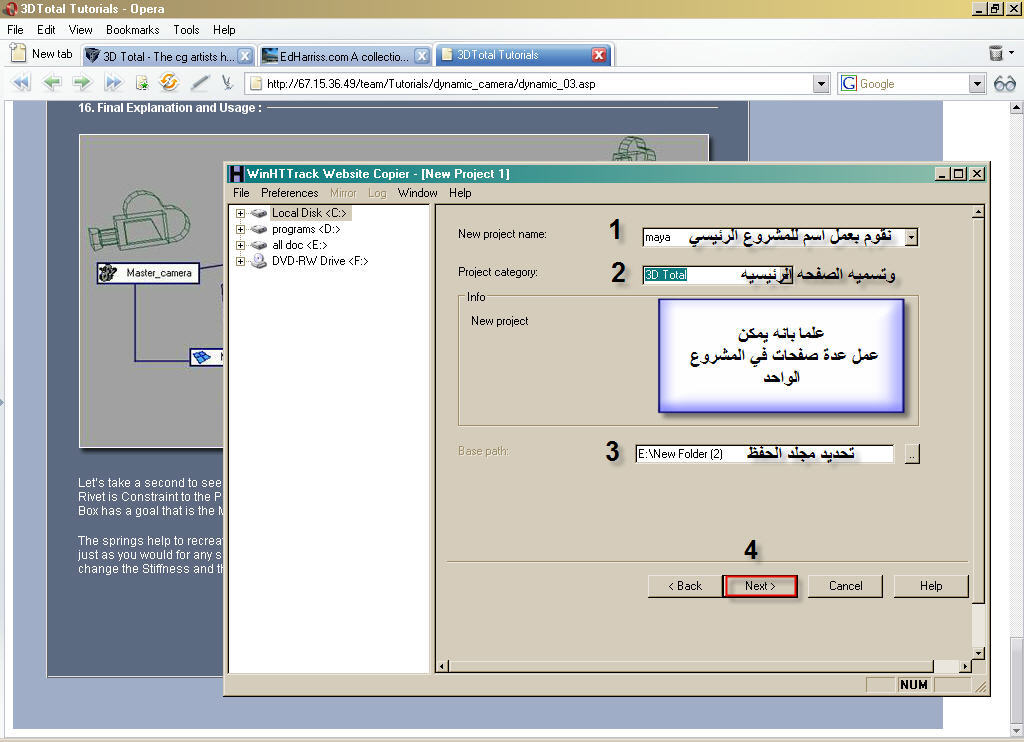 3DTotal Tutorials - Opera
File Edit View Bookmarks Tools Help
New tab 3D Total - The cg artists h... EdHarriss.com A collectio... 3DTotal Tutorials
http://67.15.36.49/team/Tutorials/dynamic_camera/dynamic_03.asp Google
16. Final Explanation and Usage :
Master_camera
Let's take a second to see
Rivet is Constraint to the P
Box has a goal that is the M
The springs help to recreat
just as you would for any s
change the Stiffness and th
WinHTTrack Website Copier - [New Project 1]
File Preferences Mirror Log Window Help
Local Disk <C:>
programs <D:>
all doc <E:>
DVD-RW Drive <F:>
New project name: 1 maya نقوم بعمل اسم للمشروع الرئيسي
Project category: 2 3D Total وتسميه الصفحه الرئيسيه
Info
New project
علما بانه يمكن
عمل عدة صفحات في المشروع
الواحد
Base path: 3 E:\New Folder (2) تحديد مجلد الحفظ ..
4
< Back Next > Cancel Help
NUM